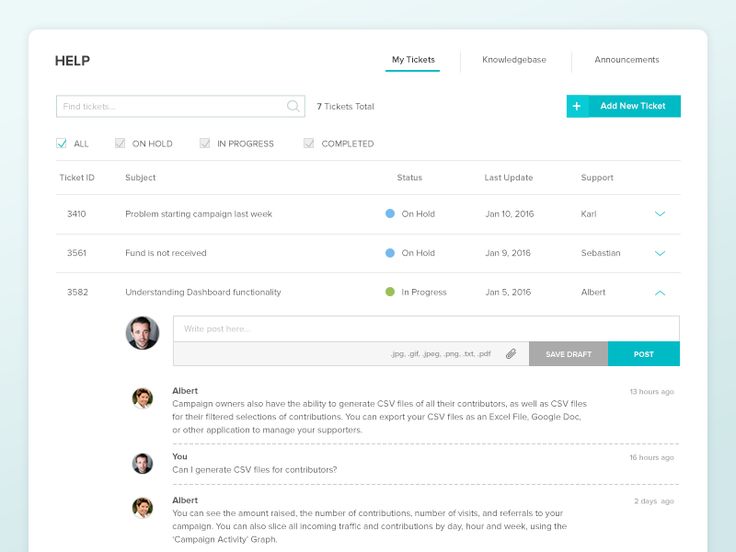 HELP
My Tickets Knowledgebase Announcements
Find tickets...
7 Tickets Total
+ Add New Ticket
ALL ON HOLD IN PROGRESS COMPLETED
Ticket ID Subject Status Last Update Support
3410 Problem starting campaign last week On Hold Jan 10, 2016 Karl
3561 Fund is not received On Hold Jan 9, 2016 Sebastian
3582 Understanding Dashboard functionality In Progress Jan 5, 2016 Albert
Write post here...
.jpg, .gif, .jpeg, .png, .txt, .pdf SAVE DRAFT POST
Albert 13 hours ago
Campaign owners also have the ability to generate CSV files of all their contributors, as well as CSV files
for their filtered selections of contributions. You can export your CSV files as an Excel File, Google Doc,
or other application to manage your supporters.
You 16 hours ago
Can I generate CSV files for contributors?
Albert 2 days ago
You can see the amount raised, the number of contributions, number of visits, and referrals to your
campaign. You can also slice all incoming traffic and contributions by day, hour and week, using the
'Campaign Activity' Graph.